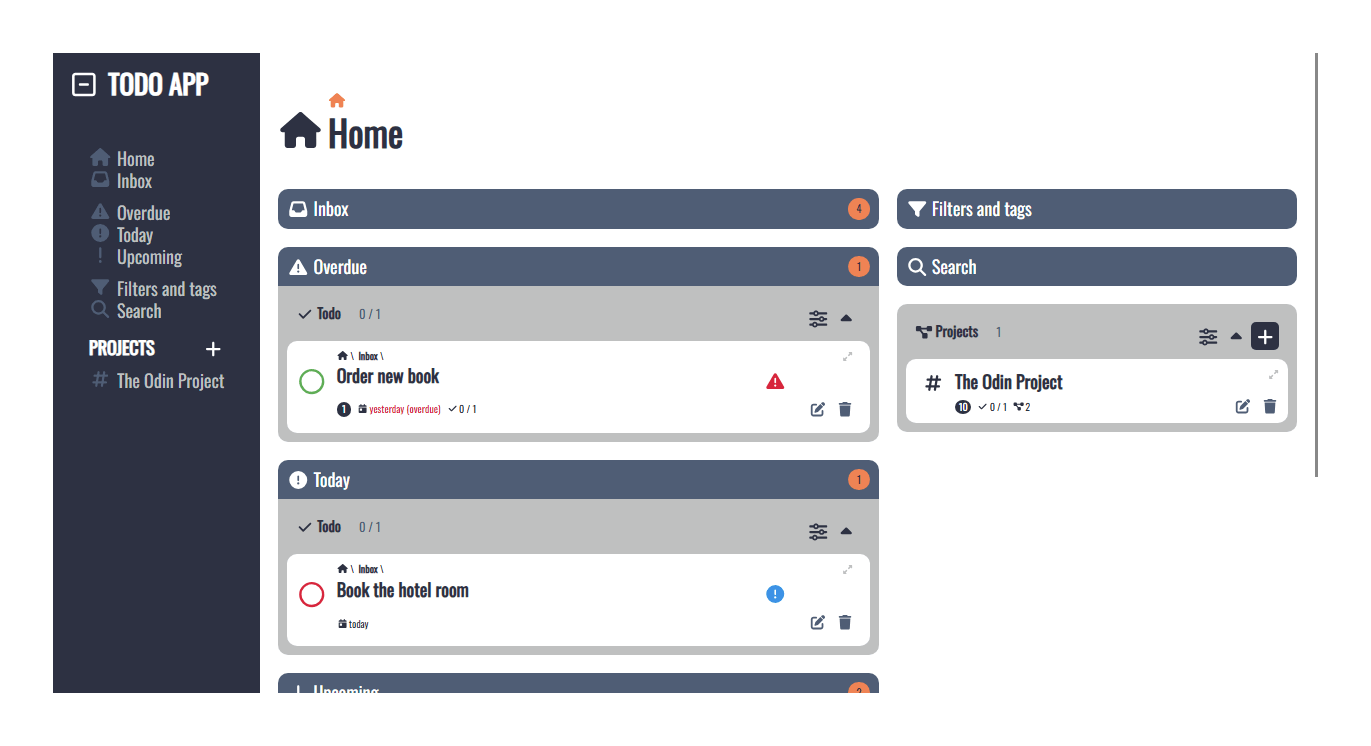 TODO APP
Home
Inbox
Overdue
Today
Upcoming
Filters and tags
Search
PROJECTS
The Odin Project
Home
Inbox 4
Overdue 1
Todo 0 / 1
\ Inbox \
Order new book
1 yesterday (overdue) 0 / 1
Today 1
Todo 0 / 1
\ Inbox \
Book the hotel room
today
Upcoming 2
Filters and tags
Search
Projects 1
# The Odin Project
10 0 / 1 2